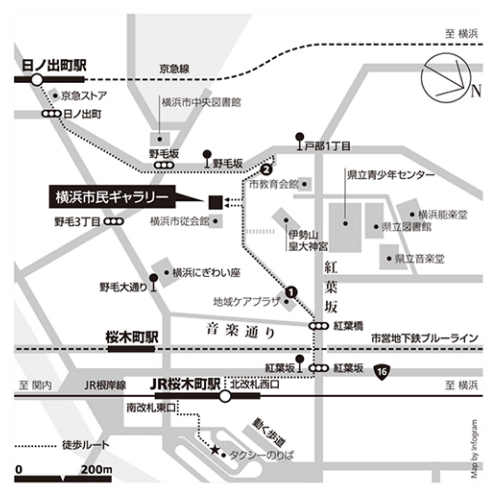 至 横浜
日ノ出町駅
京急線
N
京急ストア
横浜市中央図書館
日ノ出町
戸部1丁目
野毛坂
野毛坂
2
県立青少年センター
市教育会館
横浜市民ギャラリー
横浜能楽堂
野毛3丁目
横浜市従会館
県立図書館
伊勢山
皇大神宮
県立音楽堂
横浜にぎわい座
紅葉坂
野毛大通り
1
地域ケアプラザ
音楽通り
紅葉橋
桜木町駅
市営地下鉄ブルーライン
紅葉坂
紅葉坂
16
至 関内
JR根岸線
JR桜木町駅
北改札西口
至 横浜
南改札東口
動く歩道
徒歩ルート
タクシーのりば
0
200m
Map by Infogram